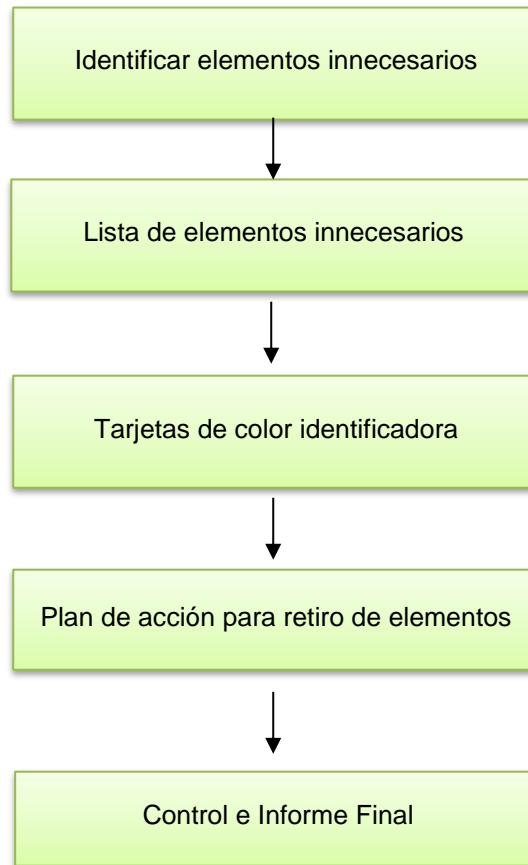 Identificar elementos innecesarios
Lista de elementos innecesarios
Tarjetas de color identificadora
Plan de acción para retiro de elementos
Control e Informe Final